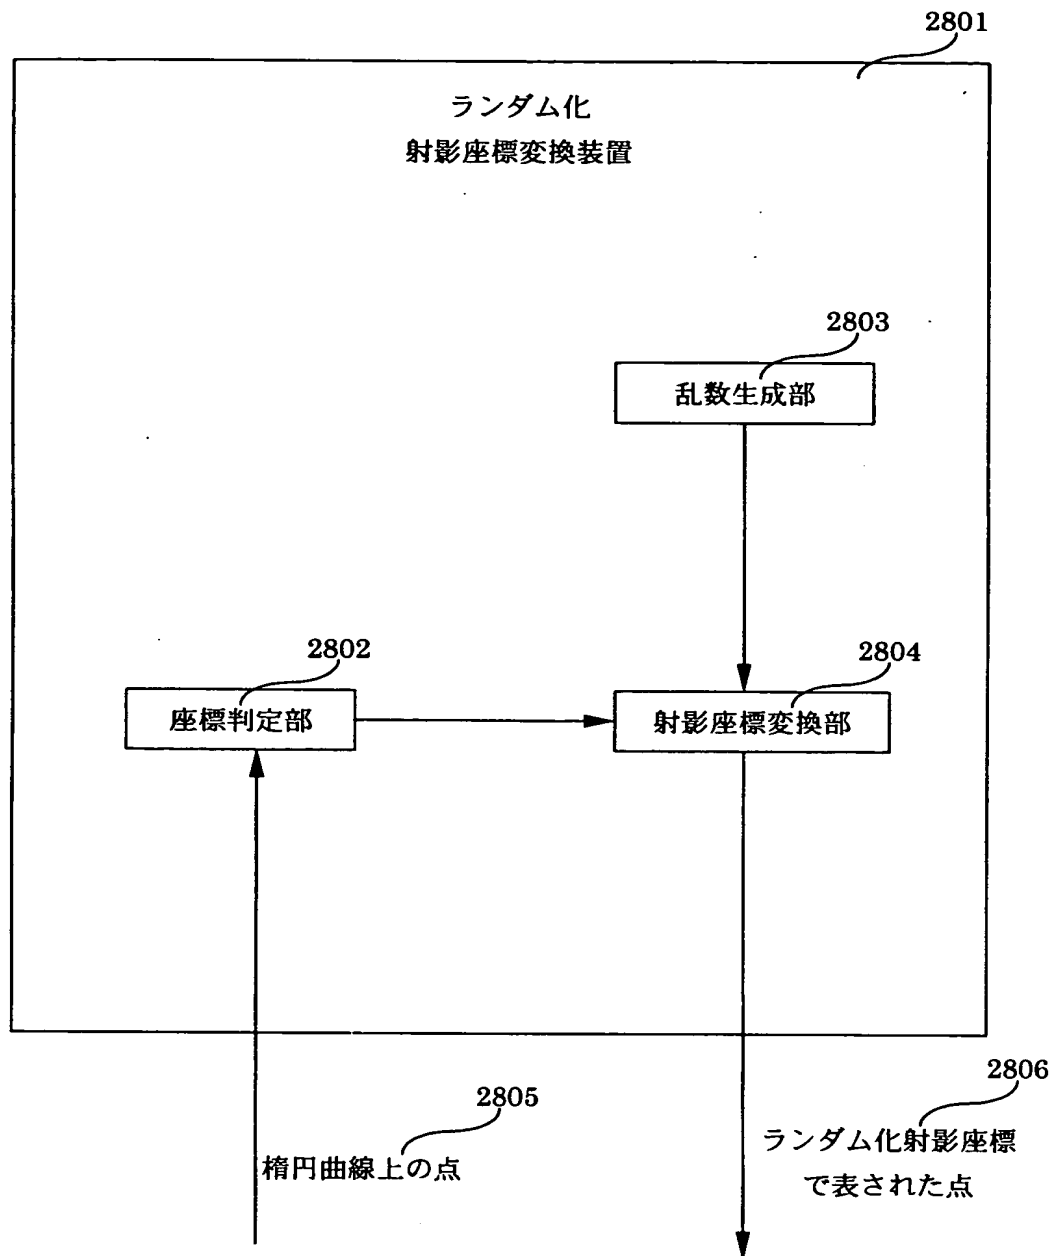 2801
ランダム化
射影座標変換装置
2803
乱数生成部
2802
座標判定部
2804
射影座標変換部
2805
楕円曲線上の点
2806
ランダム化射影座標
で表された点